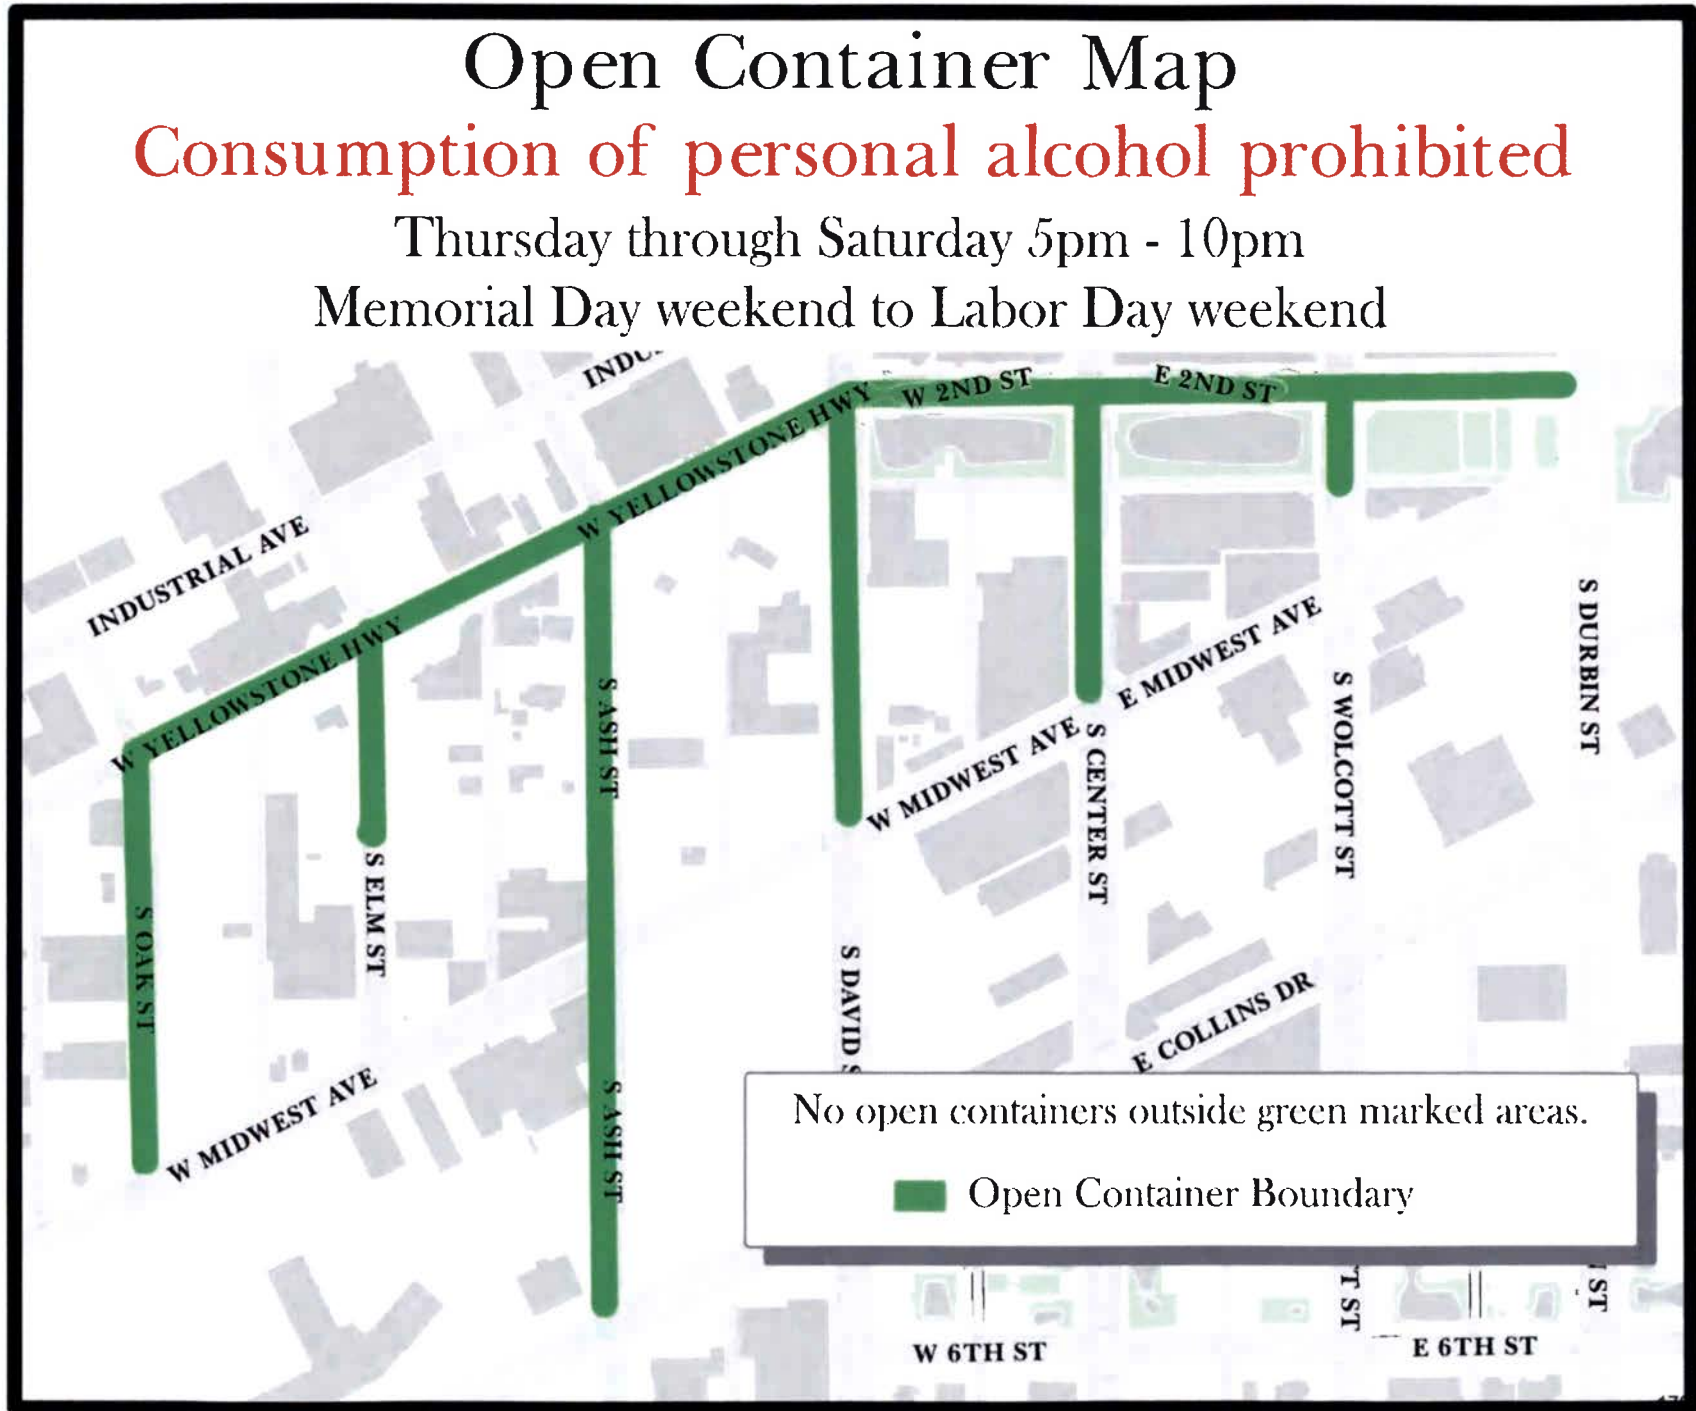 Open Container Map
Consumption of personal alcohol prohibited
Thursday through Saturday 5pm - 10pm
Memorial Day weekend to Labor Day weekend
W 2ND ST
E 2ND ST
W YELLOWSTONE HWY
W YELLOWSTONE HWY
INDUSTRIAL AVE
W YELLOWSTONE HWY
E MIDWEST AVE
W MIDWEST AVE
S DURBIN ST
S ASH ST
S WOLCOTT ST
S CENTER ST
S ELM ST
S OAK ST
S DAVID S
E COLLINS DR
W MIDWEST AVE
S ASH ST
No open containers outside green marked areas.
Open Container Boundary
T ST
ST
W 6TH ST
E 6TH ST